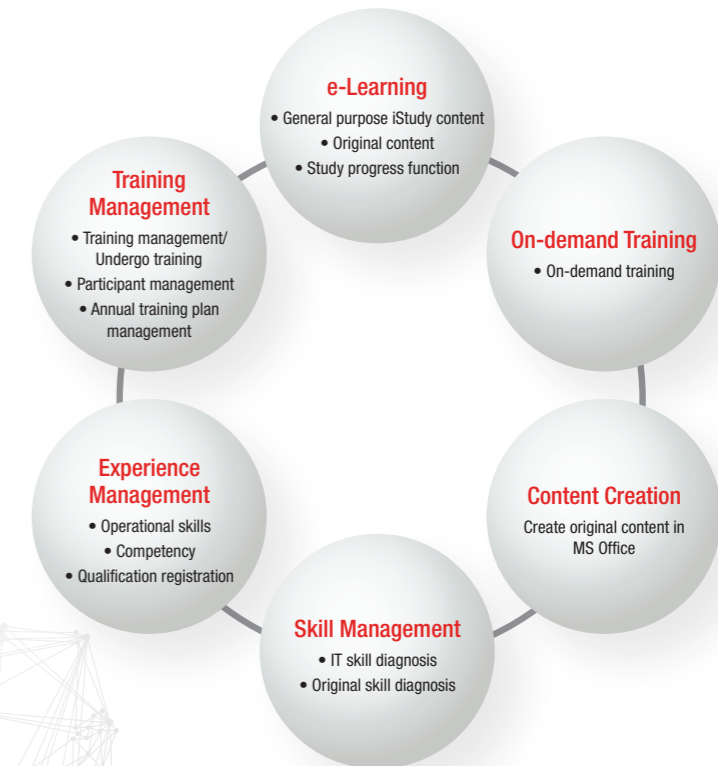 e-Learning
• General purpose iStudy content
• Original content
• Study progress function
On-demand Training
• On-demand training
Content Creation
Create original content in
MS Office
Skill Management
• IT skill diagnosis
• Original skill diagnosis
Experience
Management
• Operational skills
• Competency
• Qualification registration
Training
Management
• Training management/
Undergo training
• Participant management
• Annual training plan
management